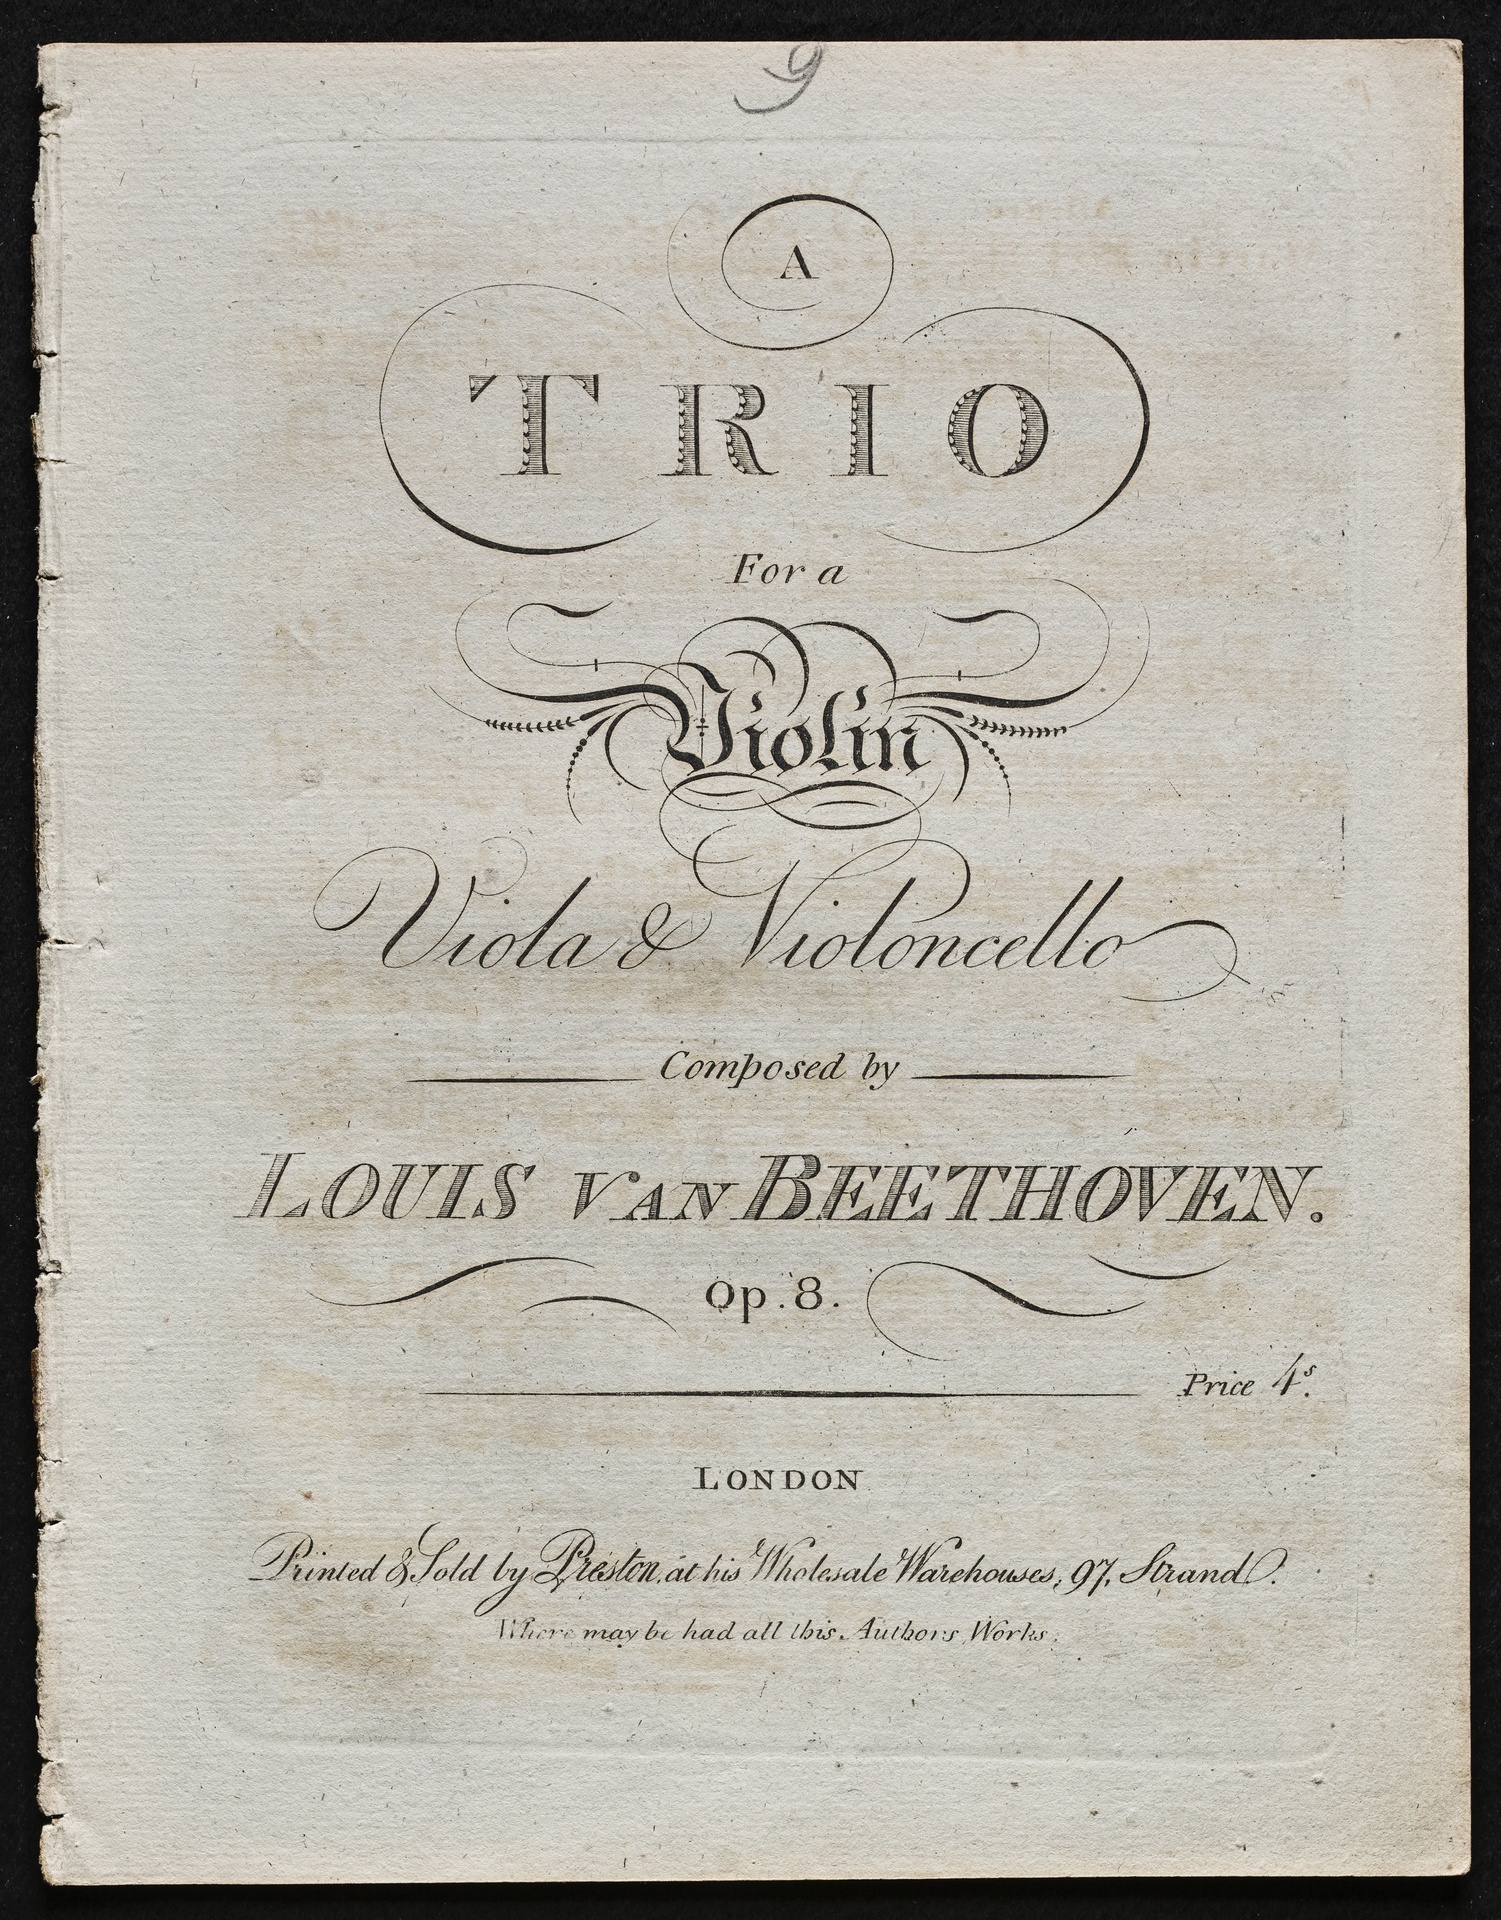 9
A
TRIO
For a
Violin
Viola & Violoncello
Composed by
LOUIS VAN BEETHOVEN.
Op. 8.
Price 4s.
LONDON
Printed & Sold by Preston, at his Wholesale Warehouses, 97, Strand.
Where may be had all this Authors Works.